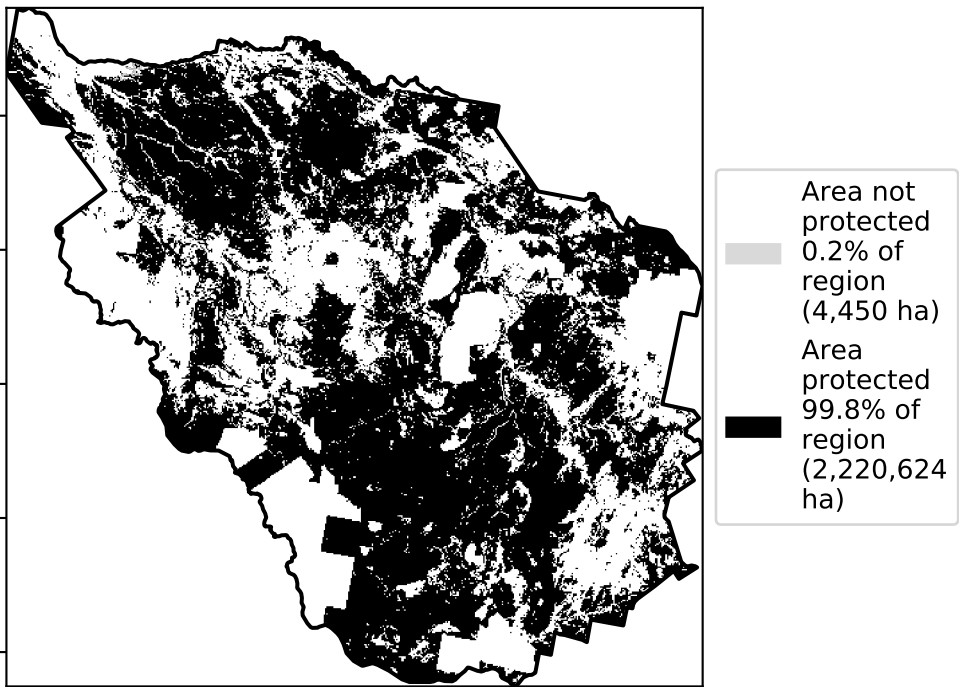 Area not
protected
0.2% of
region
(4,450 ha)
Area
protected
99.8% of
region
(2,220,624
ha)